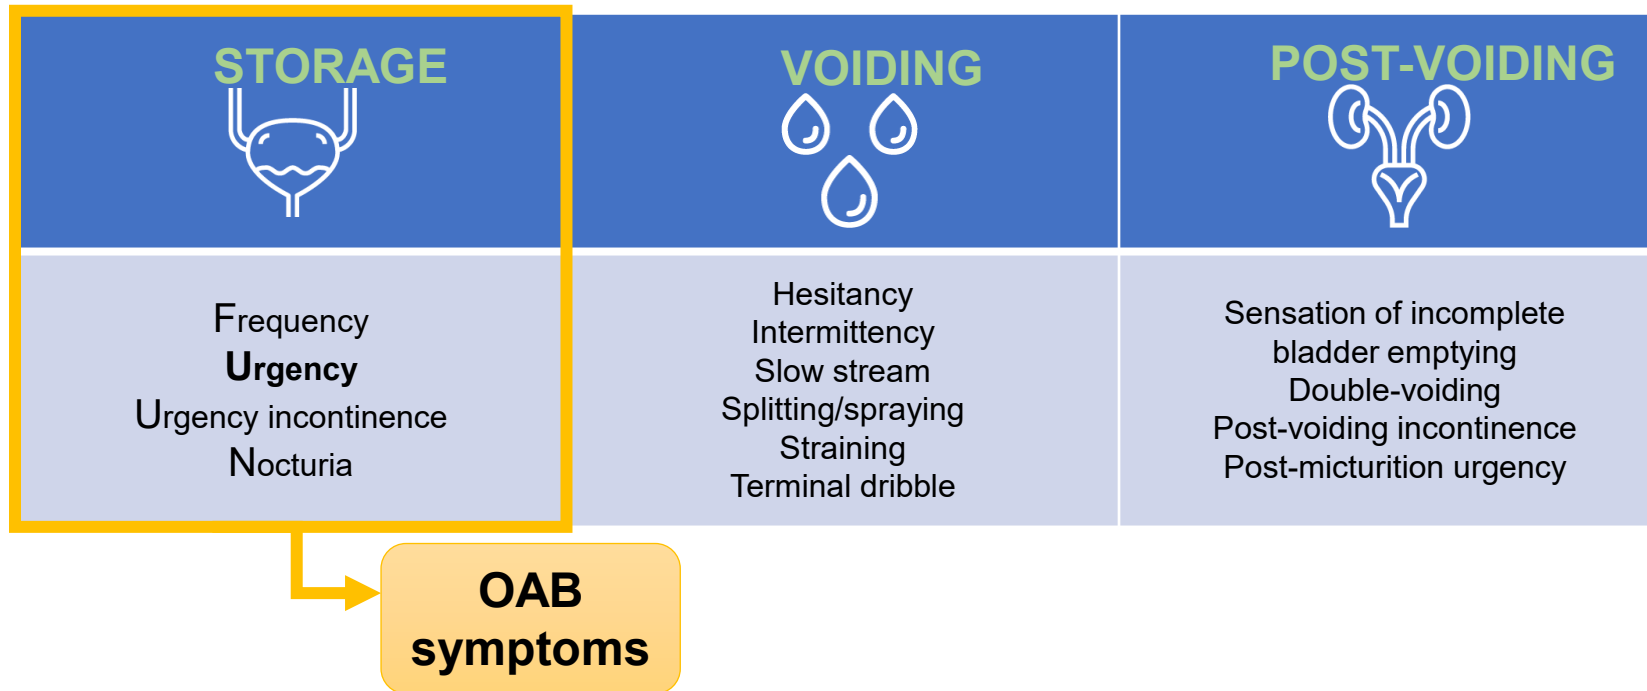 STORAGE
VOIDING
POST-VOIDING
Frequency
Urgency
Urgency incontinence
Nocturia
Hesitancy
Intermittency
Slow stream
Splitting/spraying
Straining
Terminal dribble
Sensation of incomplete
bladder emptying
Double-voiding
Post-voiding incontinence
Post-micturition urgency
OAB
symptoms